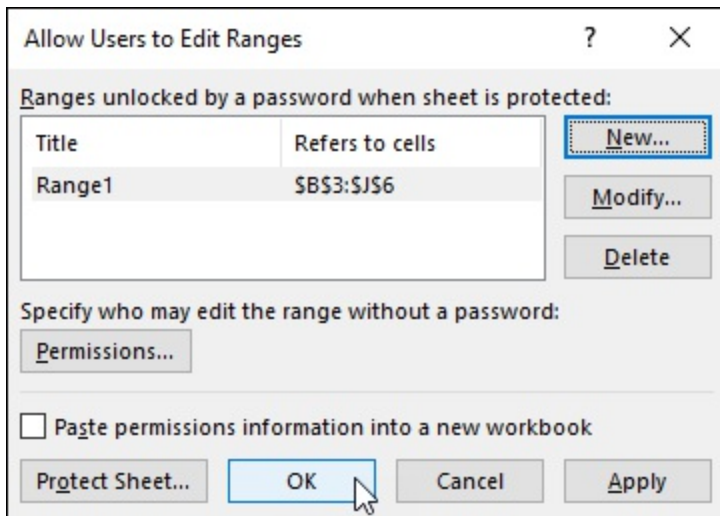 Allow Users to Edit Ranges ?
Ranges unlocked by a password when sheet is protected:
Title Refers to cells
Range1 $B$3:$J$6
New...
Modify...
Delete
Specify who may edit the range without a password:
Permissions...
Paste permissions information into a new workbook
Protect Sheet... OK Cancel Apply